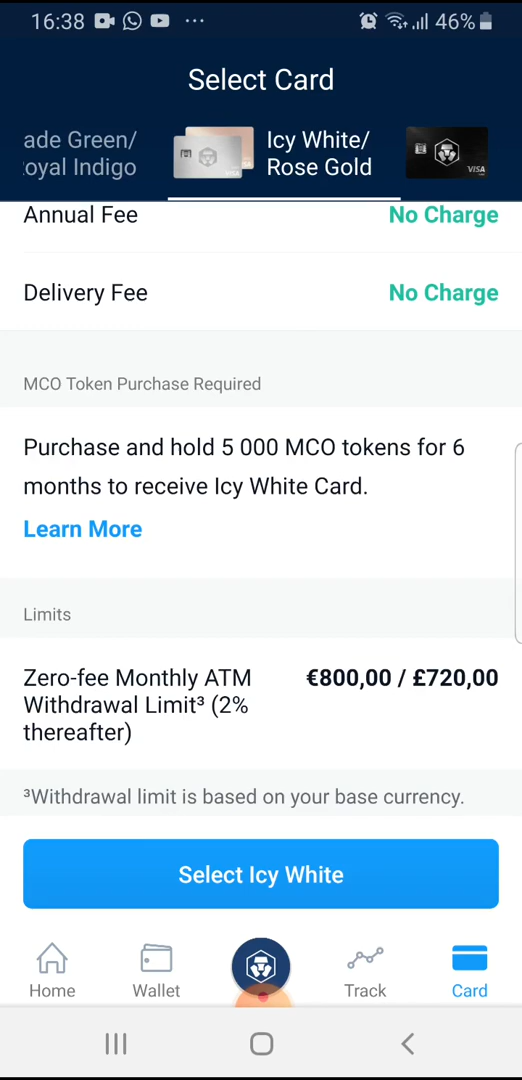 16:38 46%
Select Card
ade Green/
oyal Indigo
Icy White/
Rose Gold
VISA
VISA
Annual Fee No Charge
Delivery Fee No Charge
MCO Token Purchase Required
Purchase and hold 5 000 MCO tokens for 6
months to receive Icy White Card.
Learn More
Limits
Zero-fee Monthly ATM €800,00 / £720,00
Withdrawal Limit³ (2%
thereafter)
³Withdrawal limit is based on your base currency.
Select Icy White
Home Wallet Track Card